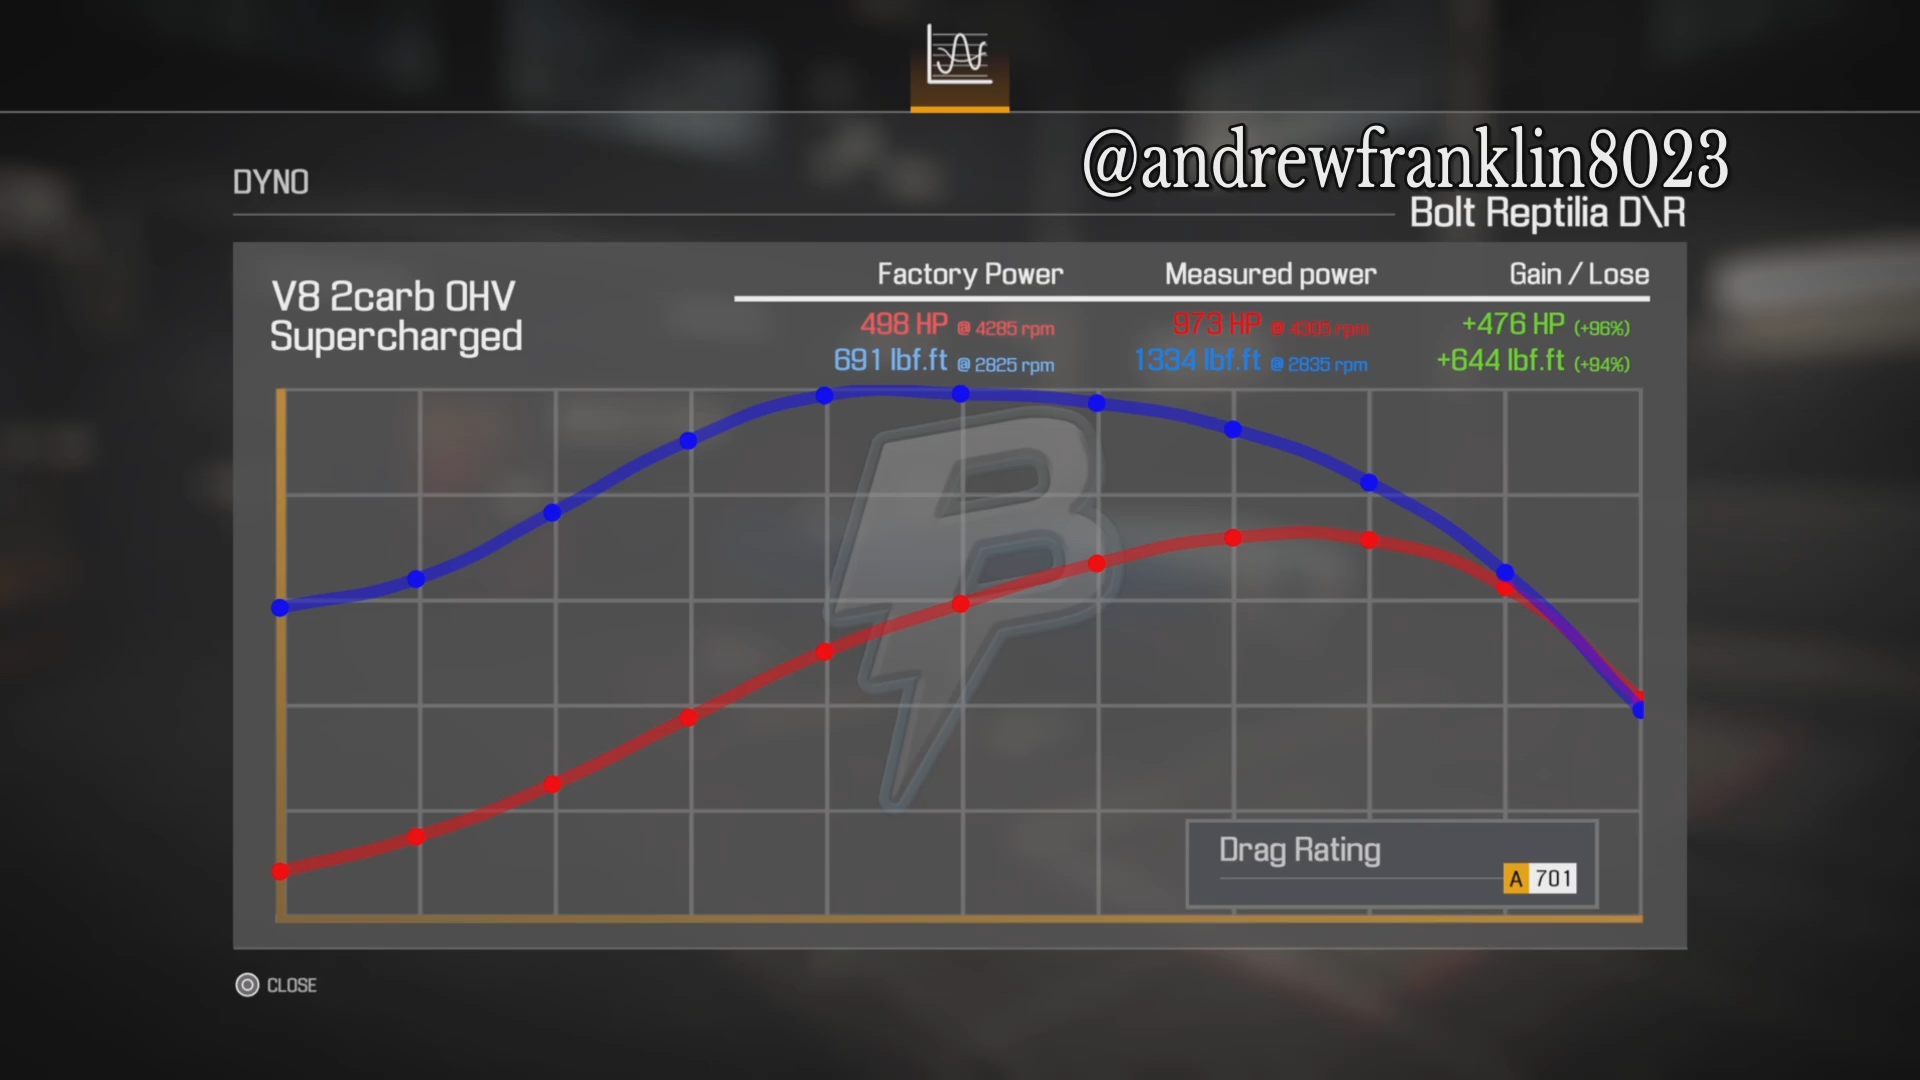 @andrewfranklin8023
DYNO
Bolt Reptilia D\R
V8 2carb OHV
Supercharged
Factory Power Measured power Gain / Lose
498 HP @ 4285 rpm 973 HP @ 4305 rpm +476 HP (+96%)
691 lbf.ft @ 2825 rpm 1334 lbf.ft @ 2835 rpm +644 lbf.ft (+94%)
B
Drag Rating
A 701
CLOSE